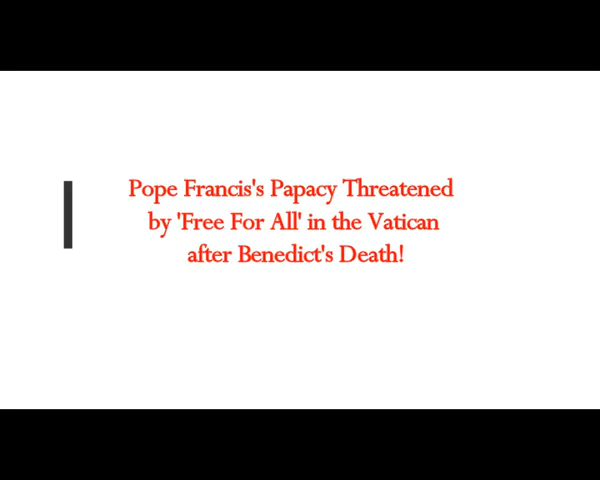 Pope Francis's Papacy Threatened
by 'Free For All' in the Vatican
after Benedict's Death!